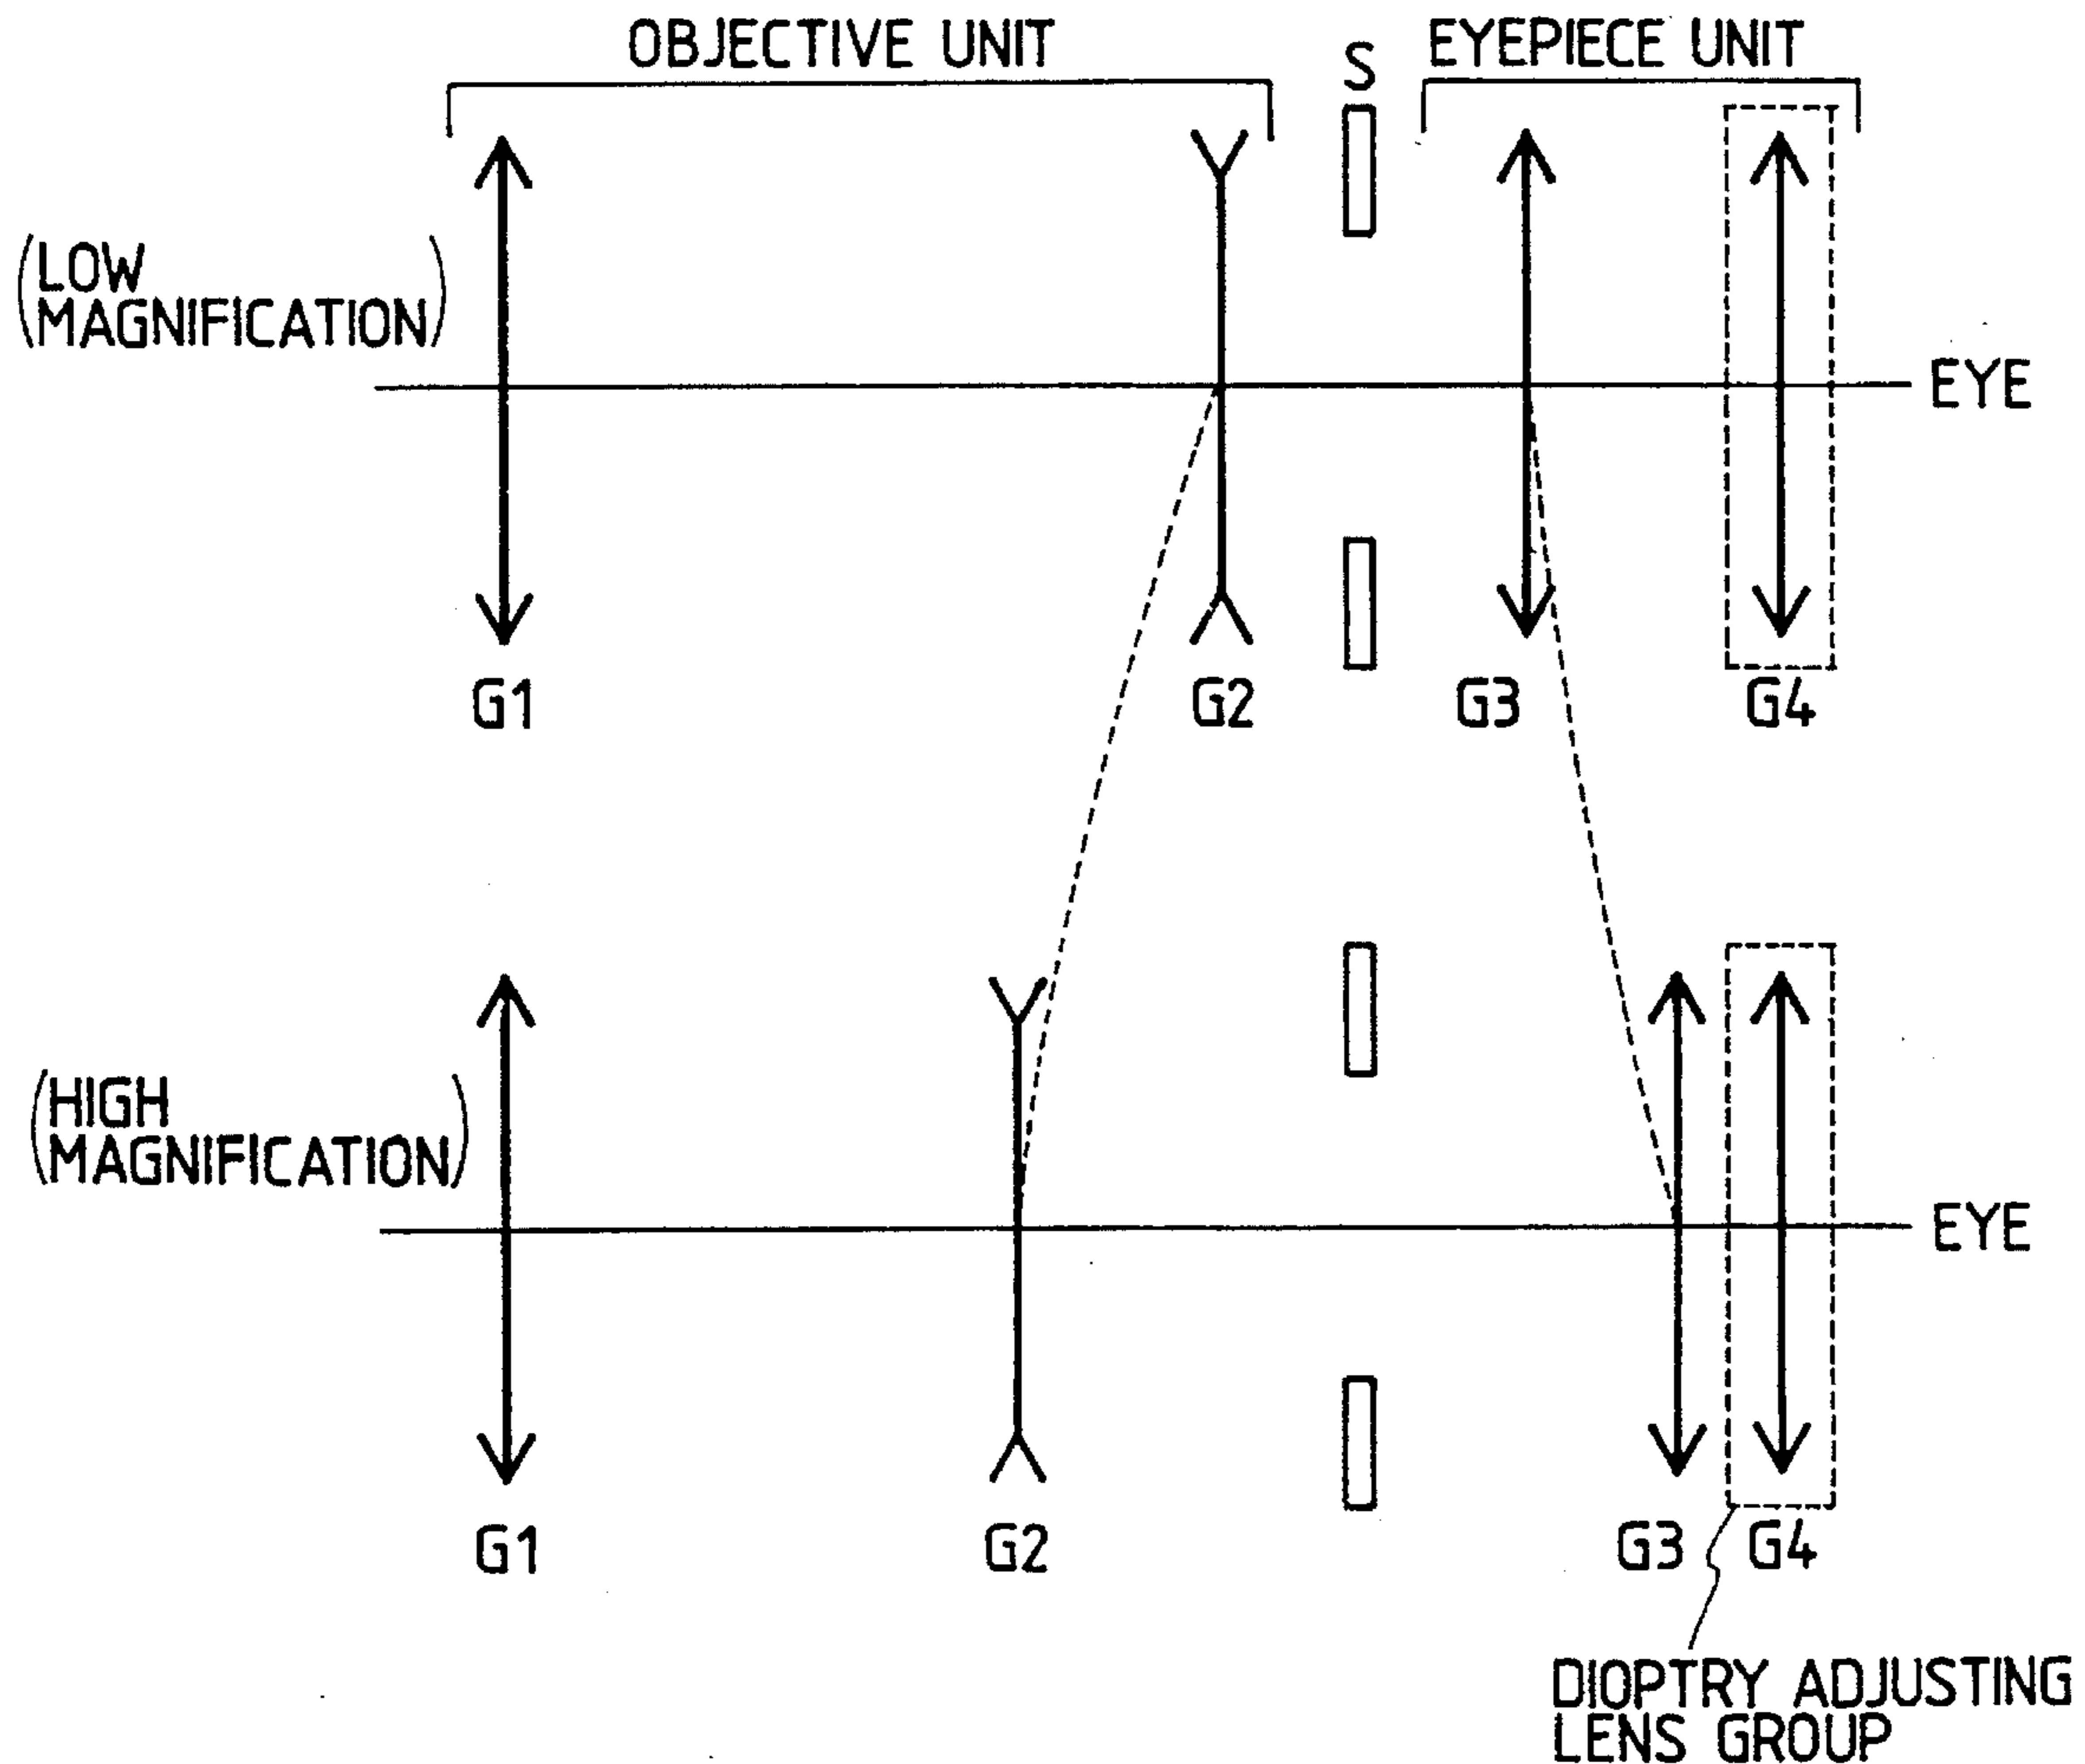 OBJECTIVE UNIT
S
EYEPIECE UNIT
(LOW
MAGNIFICATION)
EYE
G1
G2
G3
G4
(HIGH
MAGNIFICATION)
EYE
G1
G2
G3
G4
DIOPTRY ADJUSTING
LENS GROUP